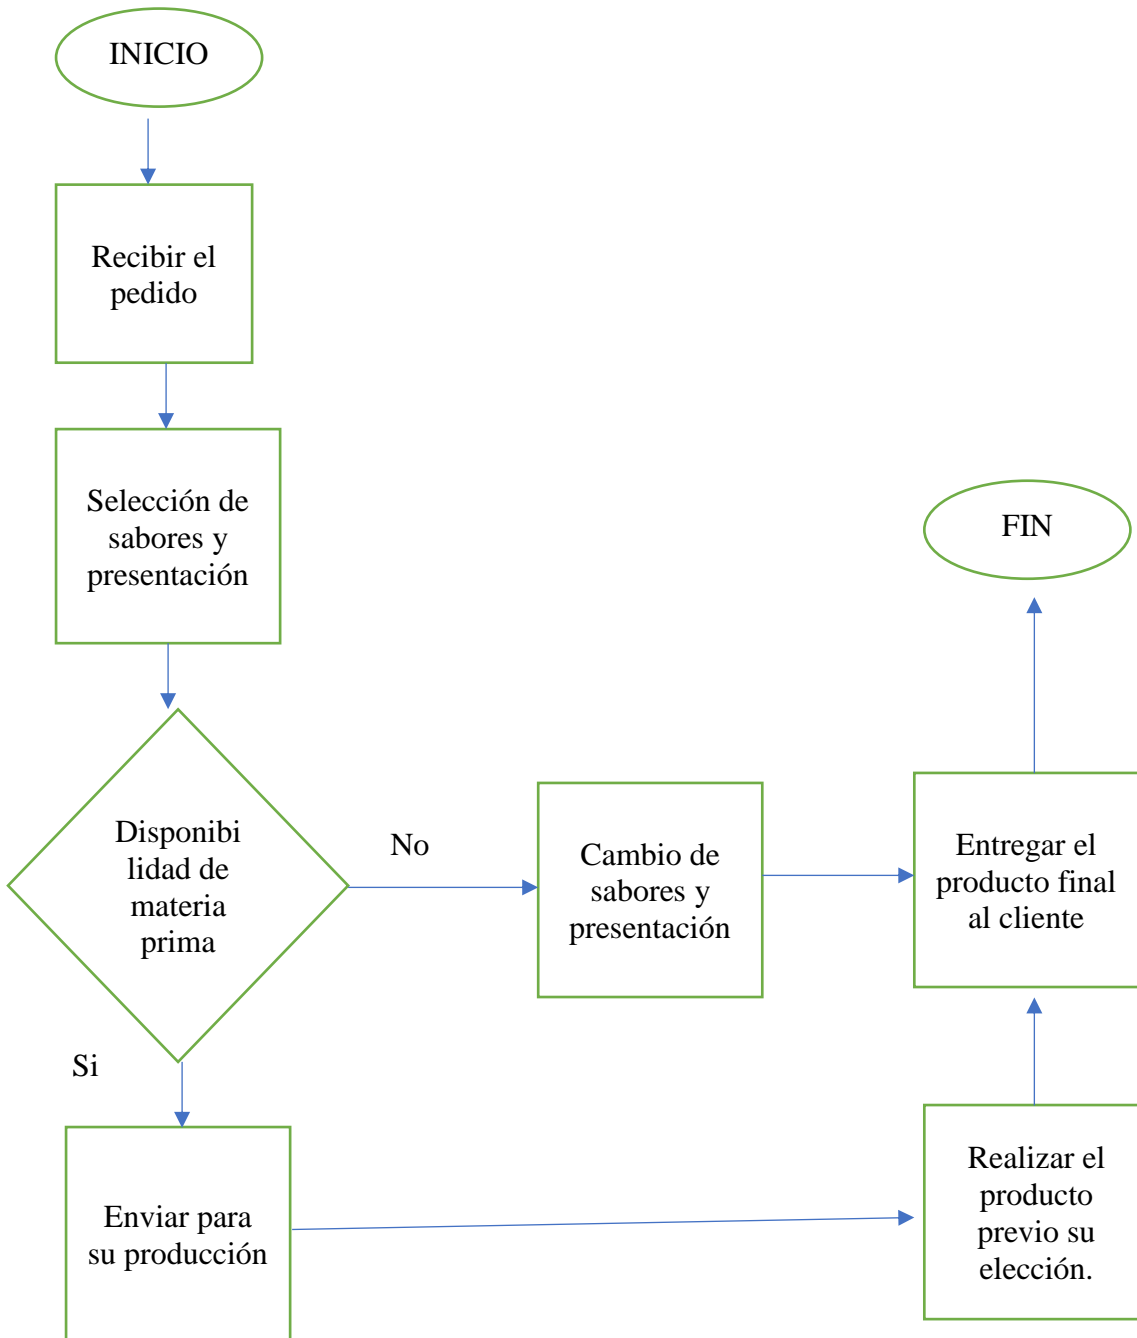 INICIO
Recibir el
pedido
Selección de
sabores y
presentación
FIN
Disponibi
lidad de
materia
prima
No
Cambio de
sabores y
presentación
Entregar el
producto final
al cliente
Si
Enviar para
su producción
Realizar el
producto
previo su
elección.